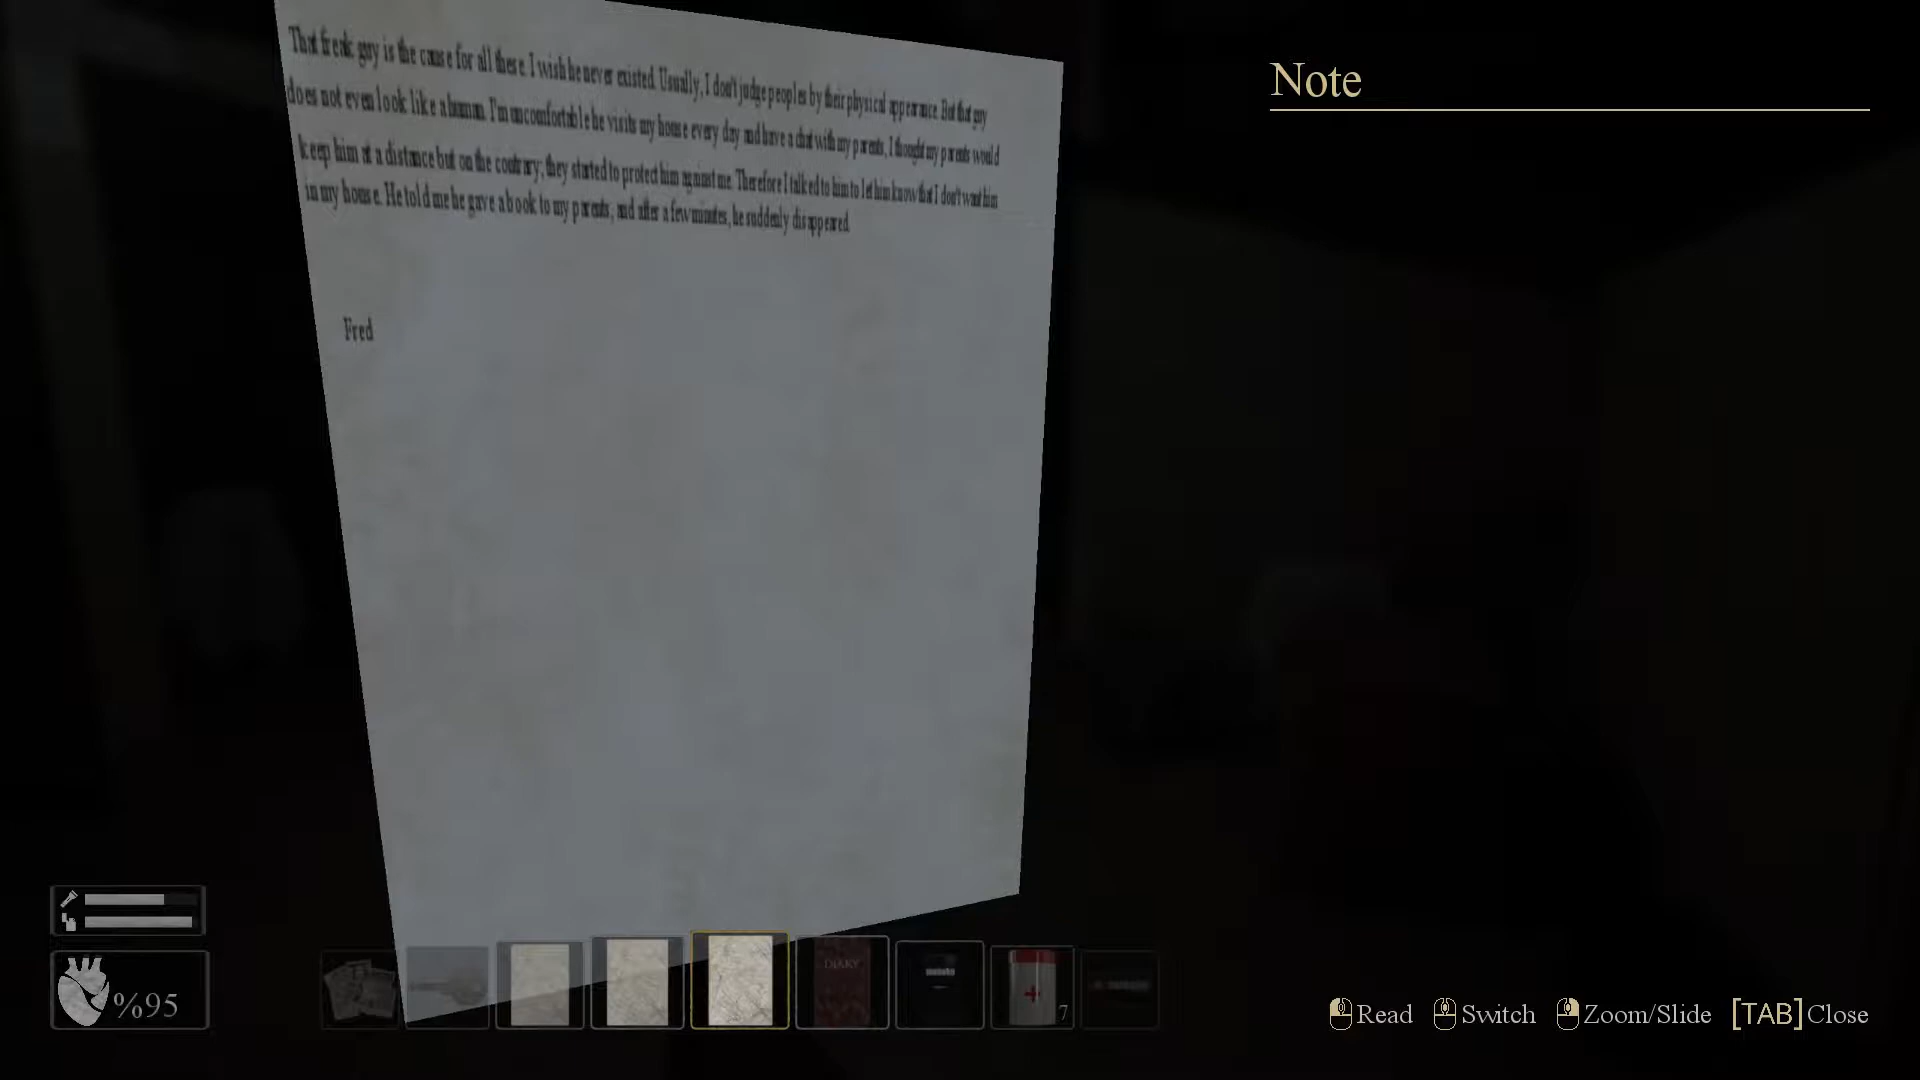 That freak guy is the cause for all these. I wish he never existed. Usually, I don't judge peoples by their physical appearance. But that guy
does not even look like a human. I'm uncomfortable he visits my house every day and have a chat with my parents, I thought my parents would
keep him at a distance but on the contrary, they started to protect him against me. Therefore I talked to him to let him know that I don't want him
in my house. He told me he gave a book to my parents, and after a few minutes, he suddenly disappeared.
Fred
Note
%95
DIARY
7
Read Switch Zoom/Slide [TAB] Close